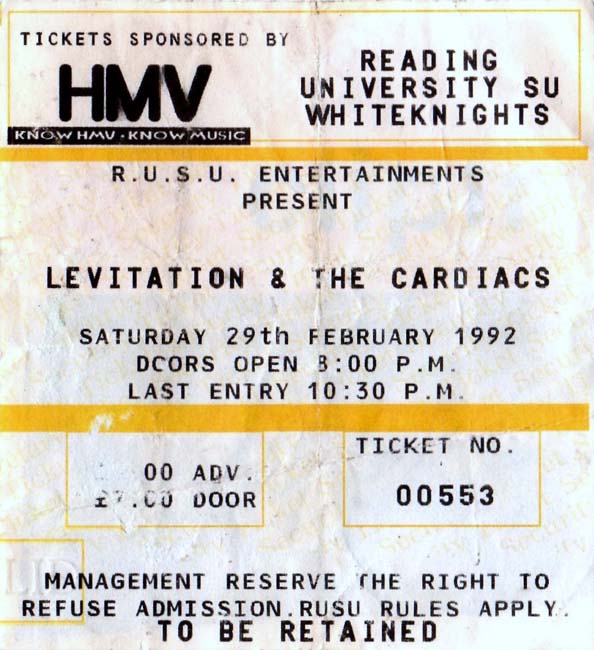 TICKETS SPONSORED BY
HMV
KNOW HMV · KNOW MUSIC
READING
UNIVERSITY SU
WHITEKNIGHTS
R.U.S.U. ENTERTAINMENTS
PRESENT
LEVITATION & THE CARDIACS
SATURDAY 29th FEBRUARY 1992
DOORS OPEN 8:00 P.M.
LAST ENTRY 10:30 P.M.
00 ADV.
£7.00 DOOR
TICKET NO.
00553
MANAGEMENT RESERVE THE RIGHT TO
REFUSE ADMISSION.RUSU RULES APPLY.
TO BE RETAINED